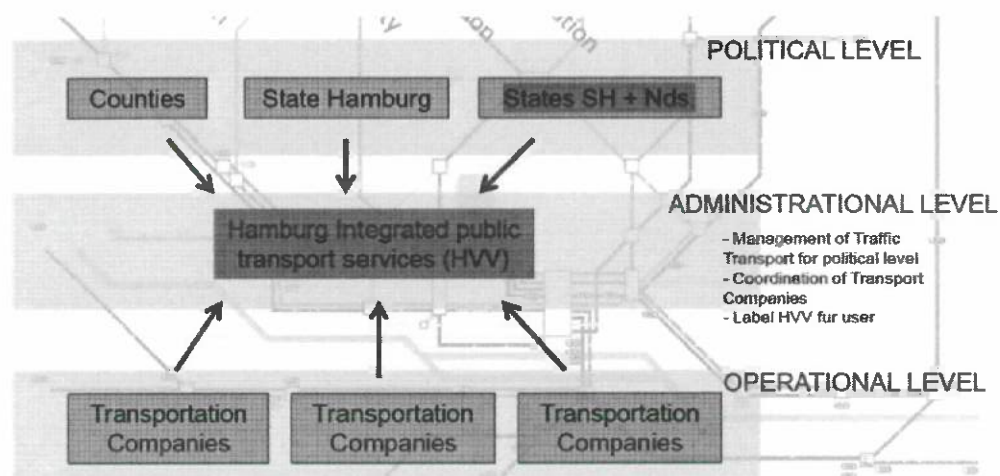 POLITICAL LEVEL
Counties
State Hamburg
States SH + Nds.
ADMINISTRATIONAL LEVEL
Hamburg Integrated public
transport services (HVV)
- Management of Traffic
Transport for political level
- Coordination of Transport
Companies
- Label HVV fur user
OPERATIONAL LEVEL
Transportation
Companies
Transportation
Companies
Transportation
Companies